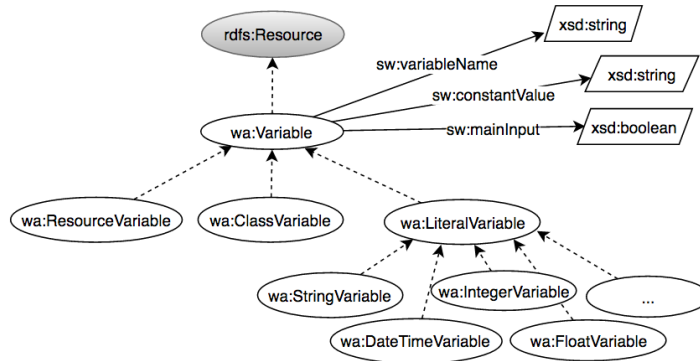 rdfs:Resource
xsd:string
sw:variableName
xsd:string
sw:constantValue
wa:Variable
sw:mainInput
xsd:boolean
wa:ResourceVariable
wa:ClassVariable
wa:LiteralVariable
wa:StringVariable
wa:IntegerVariable
...
wa:DateTimeVariable
wa:FloatVariable